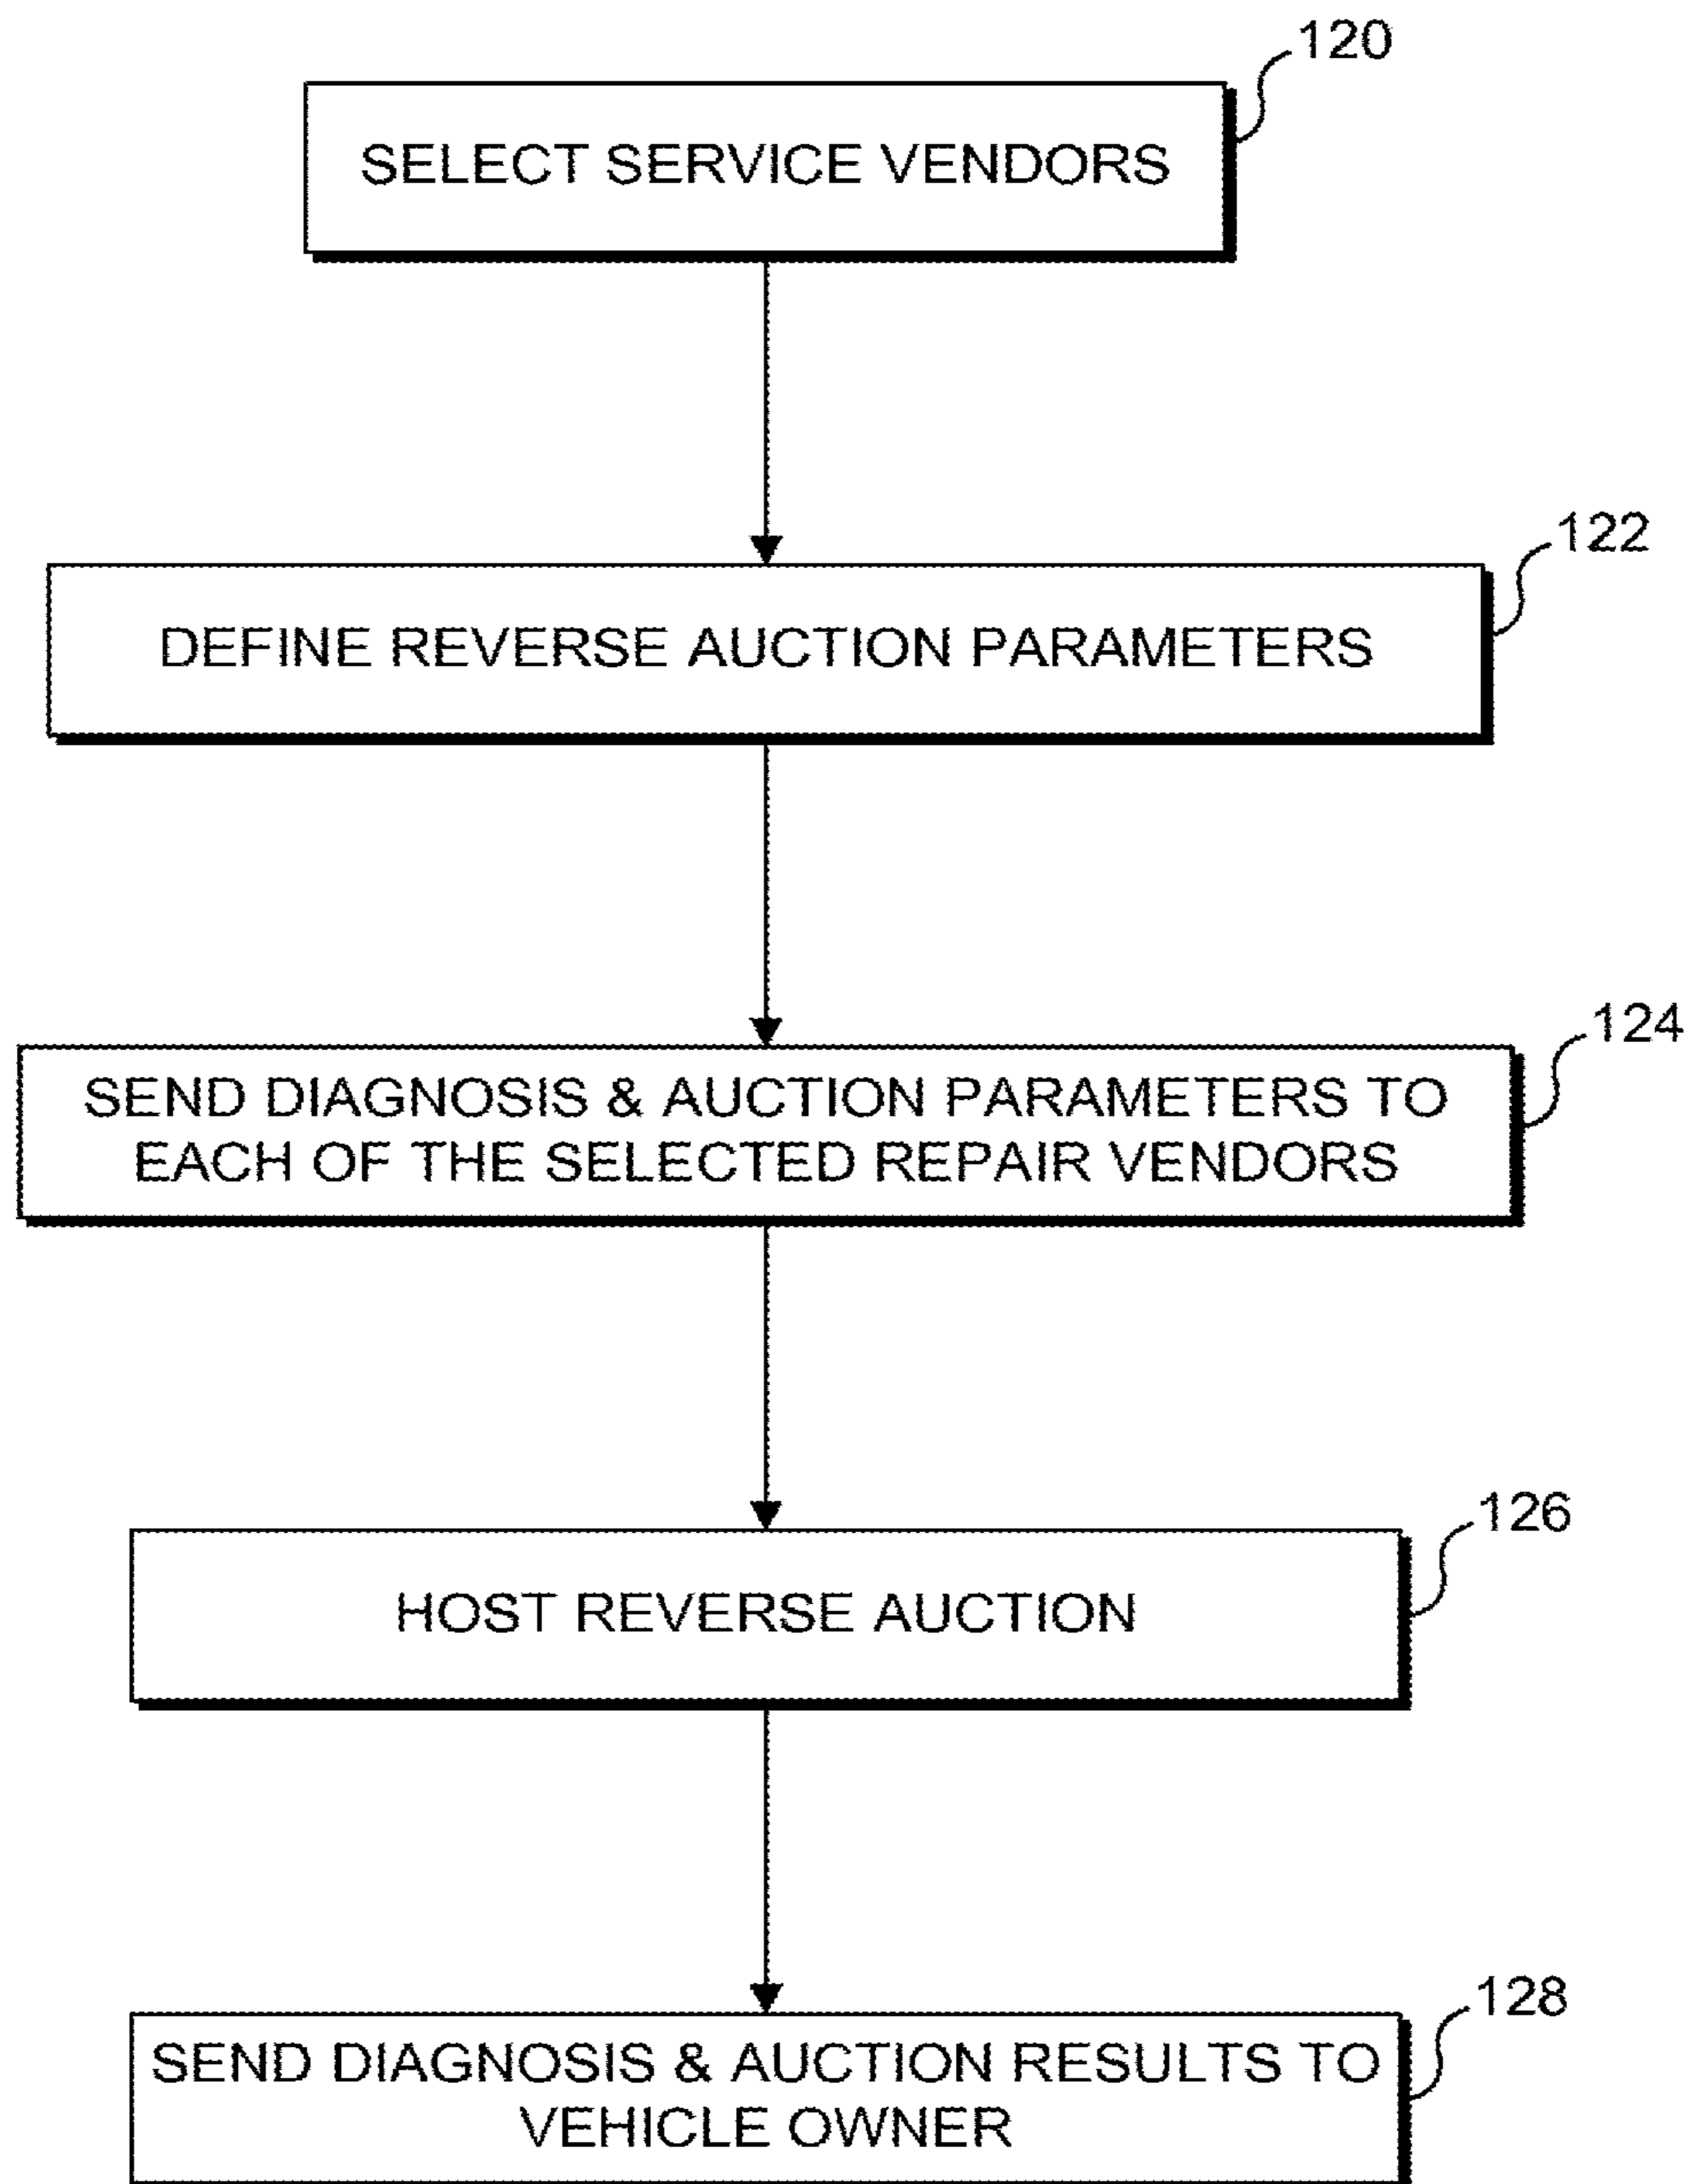 120
SELECT SERVICE VENDORS
122
DEFINE REVERSE AUCTION PARAMETERS
124
SEND DIAGNOSIS & AUCTION PARAMETERS TO
EACH OF THE SELECTED REPAIR VENDORS
126
HOST REVERSE AUCTION
128
SEND DIAGNOSIS & AUCTION RESULTS TO
VEHICLE OWNER